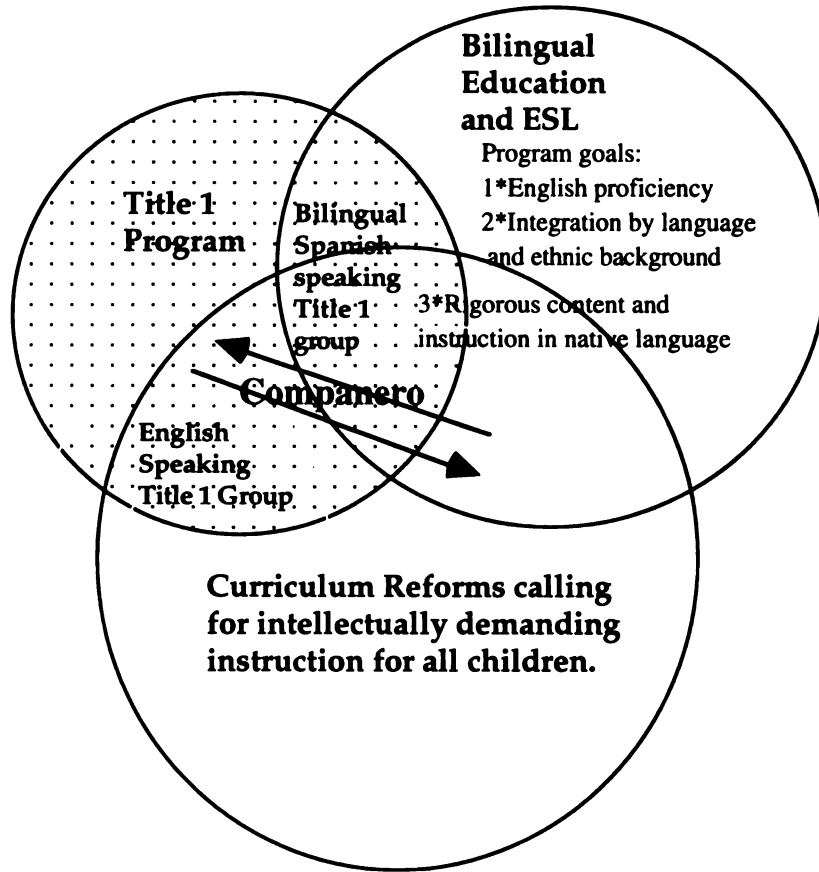 Bilingual
Education
and ESL
Program goals:
1*English proficiency
2*Integration by language
and ethnic background
3*Rigorous content and
instruction in native language
Title 1
Program
Bilingual
Spanish
speaking
Title 1
group
Companero
English
Speaking
Title 1 Group
Curriculum Reforms calling
for intellectually demanding
instruction for all children.